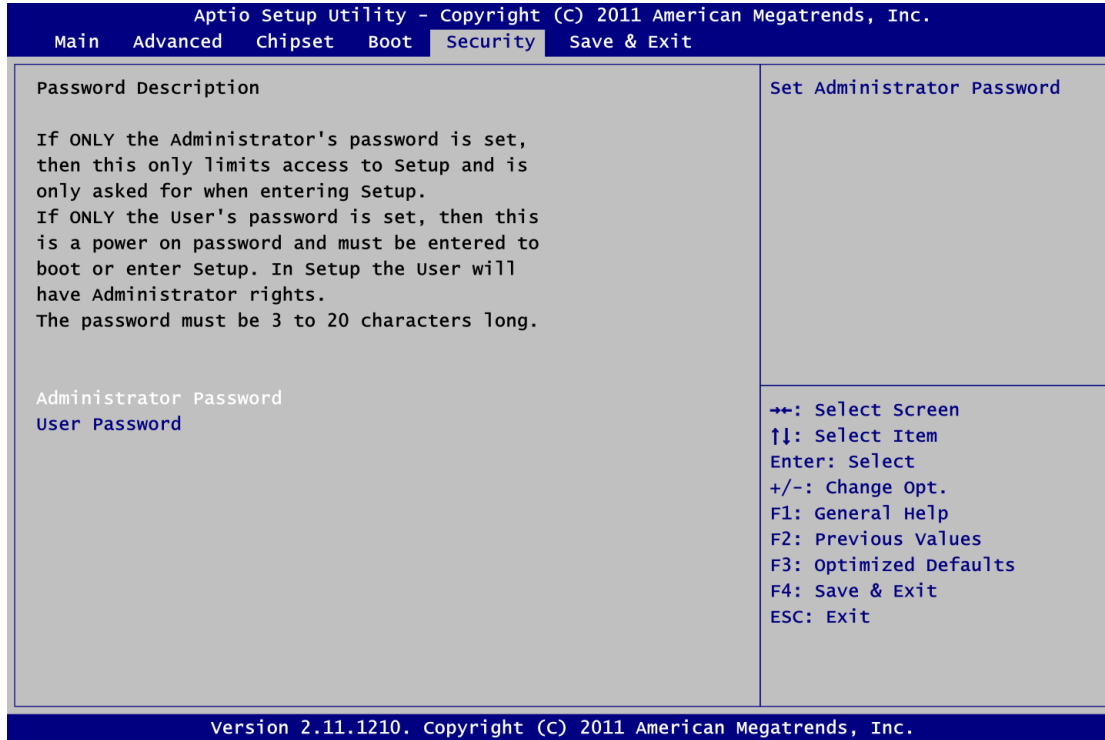 Aptio Setup Utility - Copyright (C) 2011 American Megatrends, Inc.
Main Advanced Chipset Boot Security Save & Exit
Password Description
If ONLY the Administrator's password is set,
then this only limits access to Setup and is
only asked for when entering Setup.
If ONLY the User's password is set, then this
is a power on password and must be entered to
boot or enter Setup. In Setup the User will
have Administrator rights.
The password must be 3 to 20 characters long.
Administrator Password
User Password
Set Administrator Password
→←: Select Screen
↑↓: Select Item
Enter: Select
+/-: Change Opt.
F1: General Help
F2: Previous Values
F3: Optimized Defaults
F4: Save & Exit
ESC: Exit
Version 2.11.1210. Copyright (C) 2011 American Megatrends, Inc.